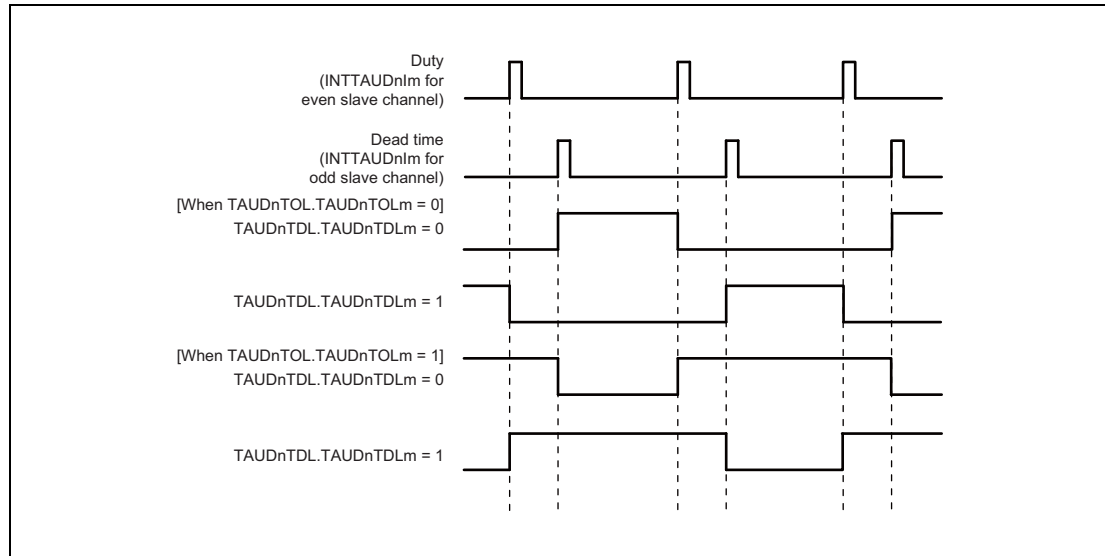 Duty
(INTTAUDnIm for
even slave channel)
Dead time
(INTTAUDnIm for
odd slave channel)
[When TAUDnTOL.TAUDnTOLm = 0]
TAUDnTDL.TAUDnTDLm = 0
TAUDnTDL.TAUDnTDLm = 1
[When TAUDnTOL.TAUDnTOLm = 1]
TAUDnTDL.TAUDnTDLm = 0
TAUDnTDL.TAUDnTDLm = 1